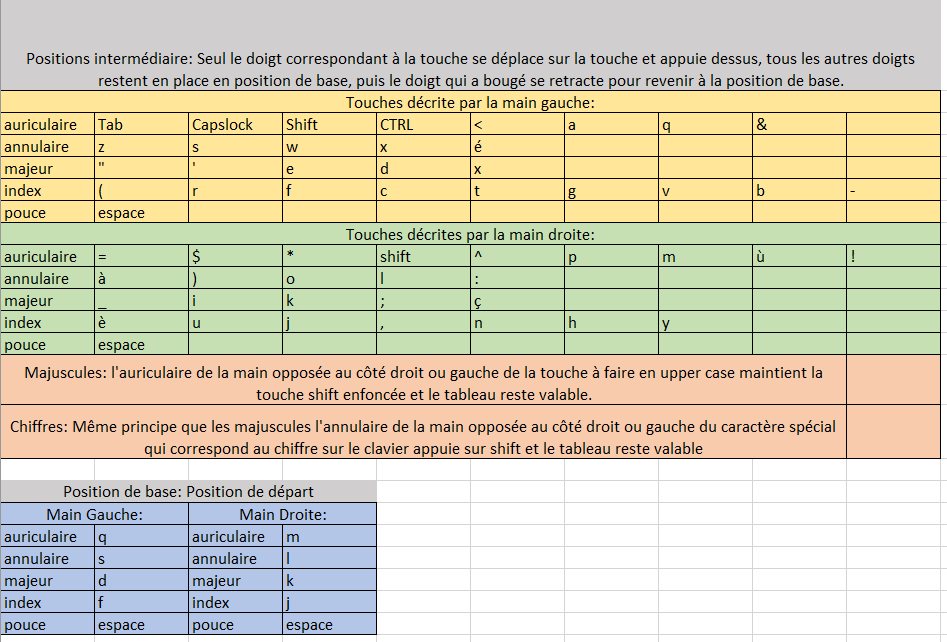 Positions intermédiaire: Seul le doigt correspondant à la touche se déplace sur la touche et appuie dessus, tous les autres doigts
restent en place en position de base, puis le doigt qui a bougé se retracte pour revenir à la position de base.
Touches décrite par la main gauche:
auriculaire Tab Capslock Shift CTRL < a q &
annulaire z s w x é
majeur " ' e d x
index ( r f c t g v b -
pouce espace
Touches décrites par la main droite:
auriculaire = $ * shift ^ p m ù !
annulaire à ) o l :
majeur _ i k ; ç
index è u j , n h y
pouce espace
Majuscules: l'auriculaire de la main opposée au côté droit ou gauche de la touche à faire en upper case maintient la
touche shift enfoncée et le tableau reste valable.
Chiffres: Même principe que les majuscules l'annulaire de la main opposée au côté droit ou gauche du caractère spécial
qui correspond au chiffre sur le clavier appuie sur shift et le tableau reste valable
Position de base: Position de départ
Main Gauche: Main Droite:
auriculaire q auriculaire m
annulaire s annulaire l
majeur d majeur k
index f index j
pouce espace pouce espace